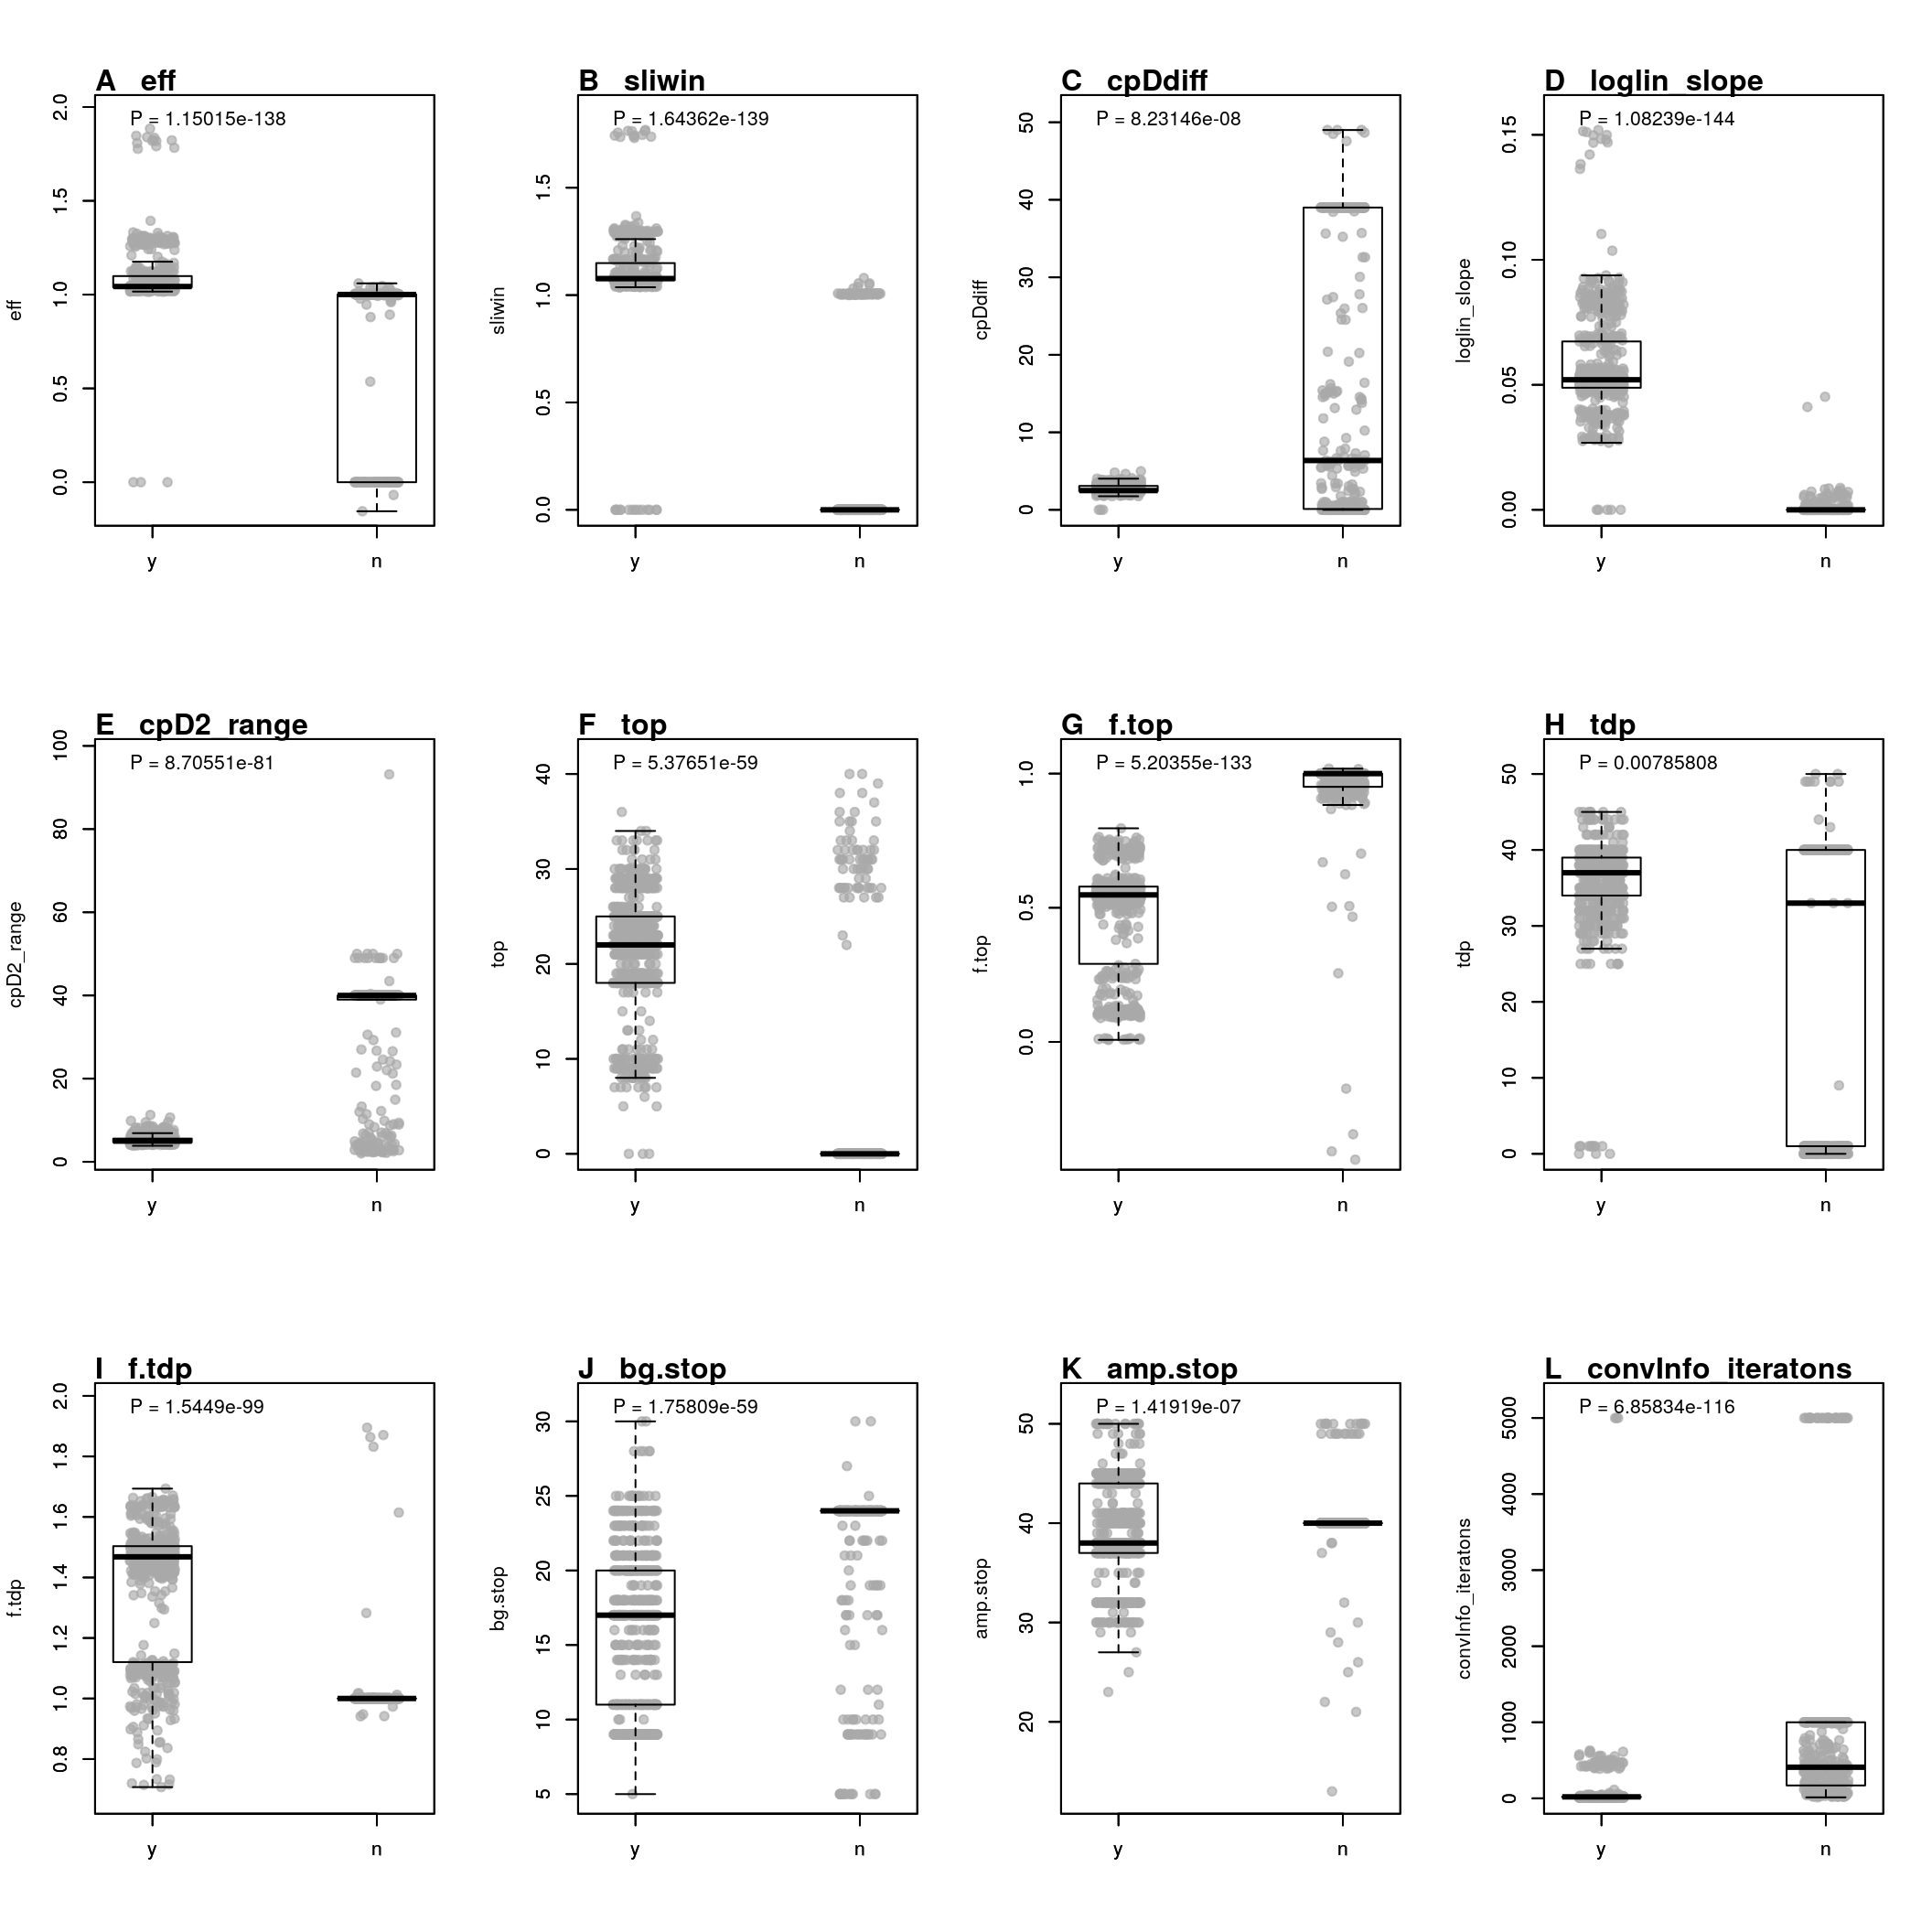 A eff
P = 1.15015e-138
2.0
1.5
1.0
0.5
0.0
eff
y n
B sliwin
P = 1.64362e-139
1.5
1.0
0.5
0.0
sliwin
y n
C cpDdiff
P = 8.23146e-08
50
40
30
20
10
0
cpDdiff
y n
D loglin_slope
P = 1.08239e-144
0.15
0.10
0.05
0.00
loglin_slope
y n
E cpD2_range
P = 8.70551e-81
100
80
60
40
20
0
cpD2_range
y n
F top
P = 5.37651e-59
40
30
20
10
0
top
y n
G f.top
P = 5.20355e-133
1.0
0.5
0.0
f.top
y n
H tdp
P = 0.00785808
50
40
30
20
10
0
tdp
y n
I f.tdp
P = 1.5449e-99
2.0
1.8
1.6
1.4
1.2
1.0
0.8
f.tdp
y n
J bg.stop
P = 1.75809e-59
30
25
20
15
10
5
bg.stop
y n
K amp.stop
P = 1.41919e-07
50
40
30
20
amp.stop
y n
L convInfo_iteratons
P = 6.85834e-116
5000
4000
3000
2000
1000
0
convInfo_iteratons
y n